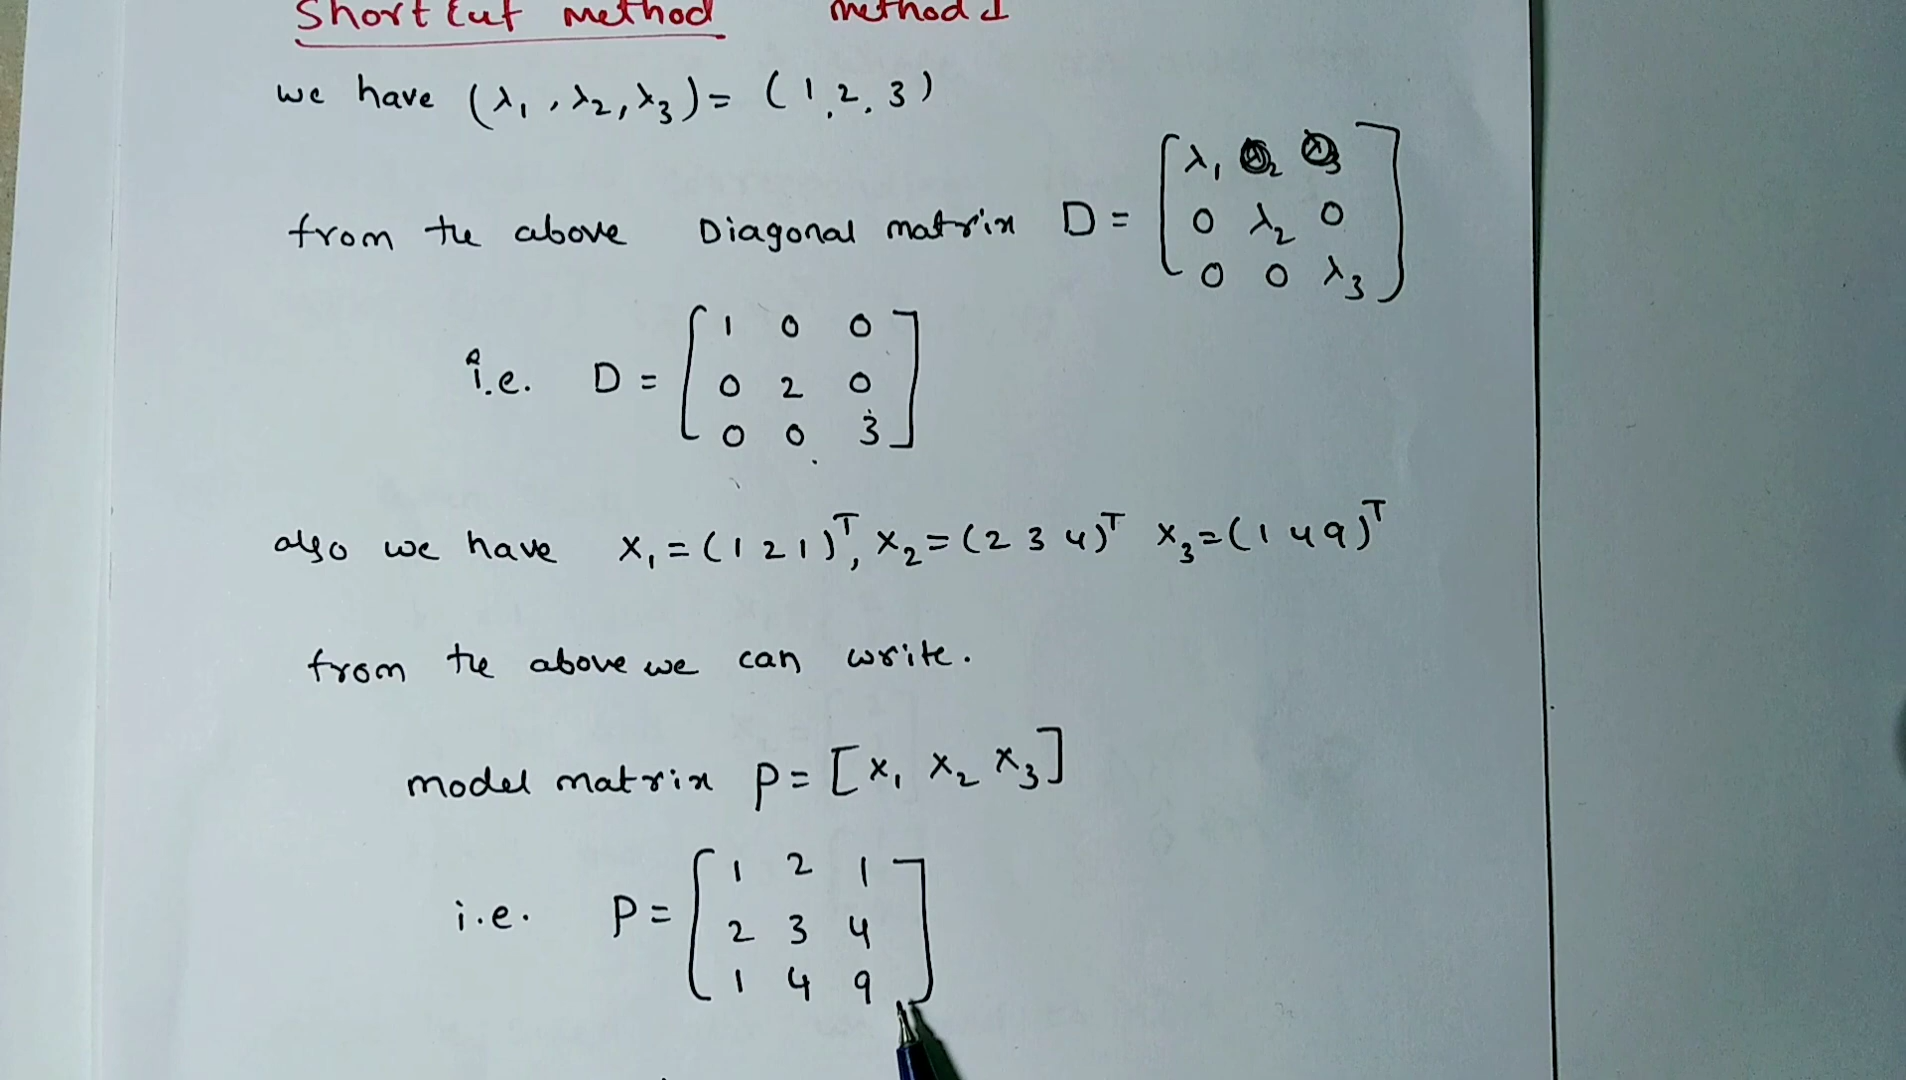 Shortcut method method 1
we have (λ₁, λ₂, λ₃) = (1, 2, 3)
from the above Diagonal matrix D = [λ₁ 0 0
0 λ₂ 0
0 0 λ₃]
i.e. D = [1 0 0
0 2 0
0 0 3]
also we have x₁ = (1 2 1)ᵀ, x₂ = (2 3 4)ᵀ x₃ = (1 4 9)ᵀ
from the above we can write.
model matrix P = [x₁ x₂ x₃]
i.e. P = [1 2 1
2 3 4
1 4 9]